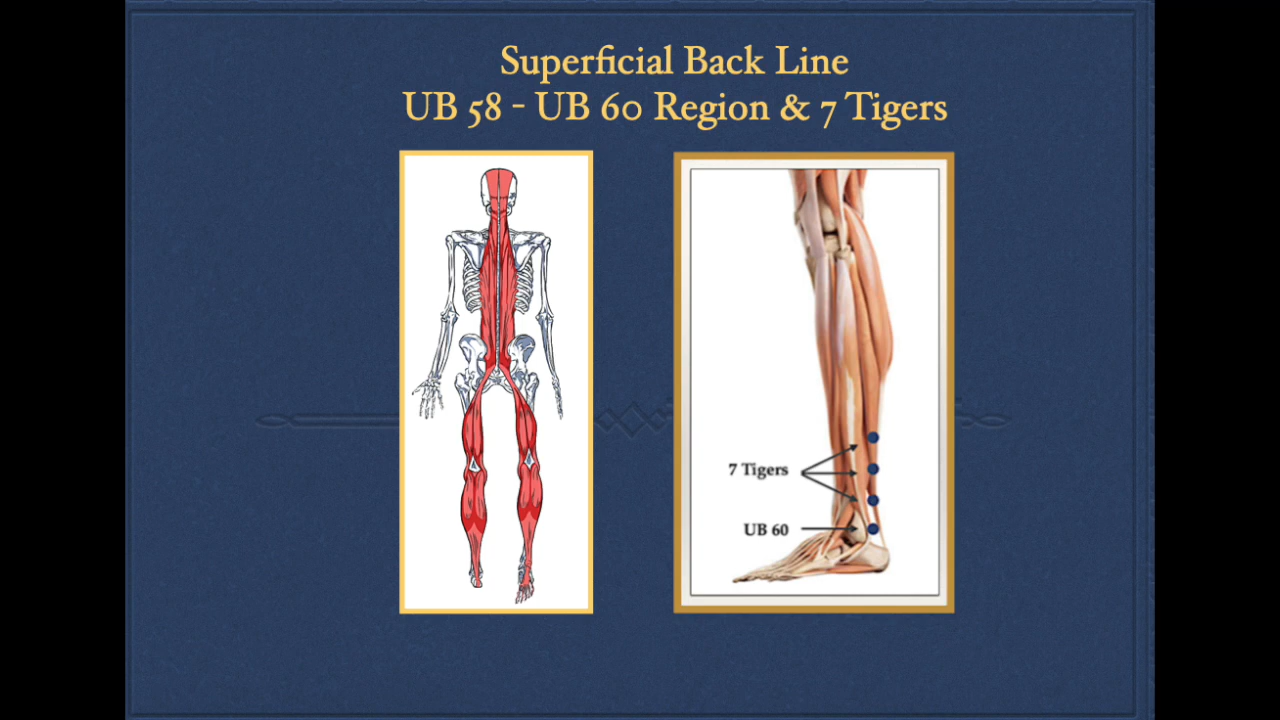 Superficial Back Line
UB 58 - UB 60 Region & 7 Tigers
7 Tigers
UB 60